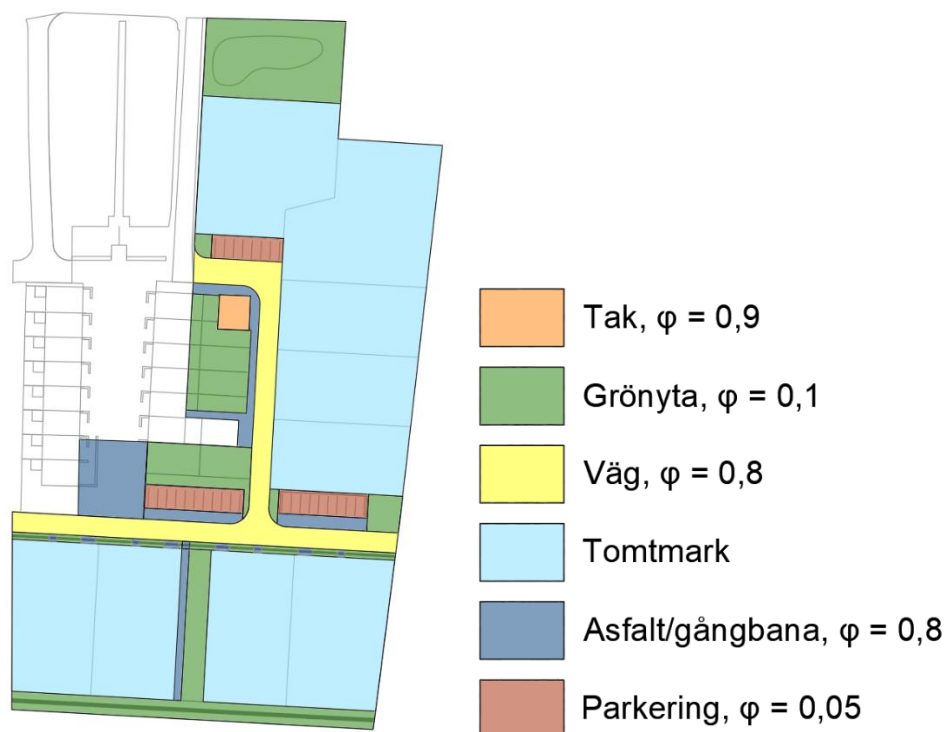 Tak, φ = 0,9
Grönyta, φ = 0,1
Väg, φ = 0,8
Tomtmark
Asfalt/gångbana, φ = 0,8
Parkering, φ = 0,05